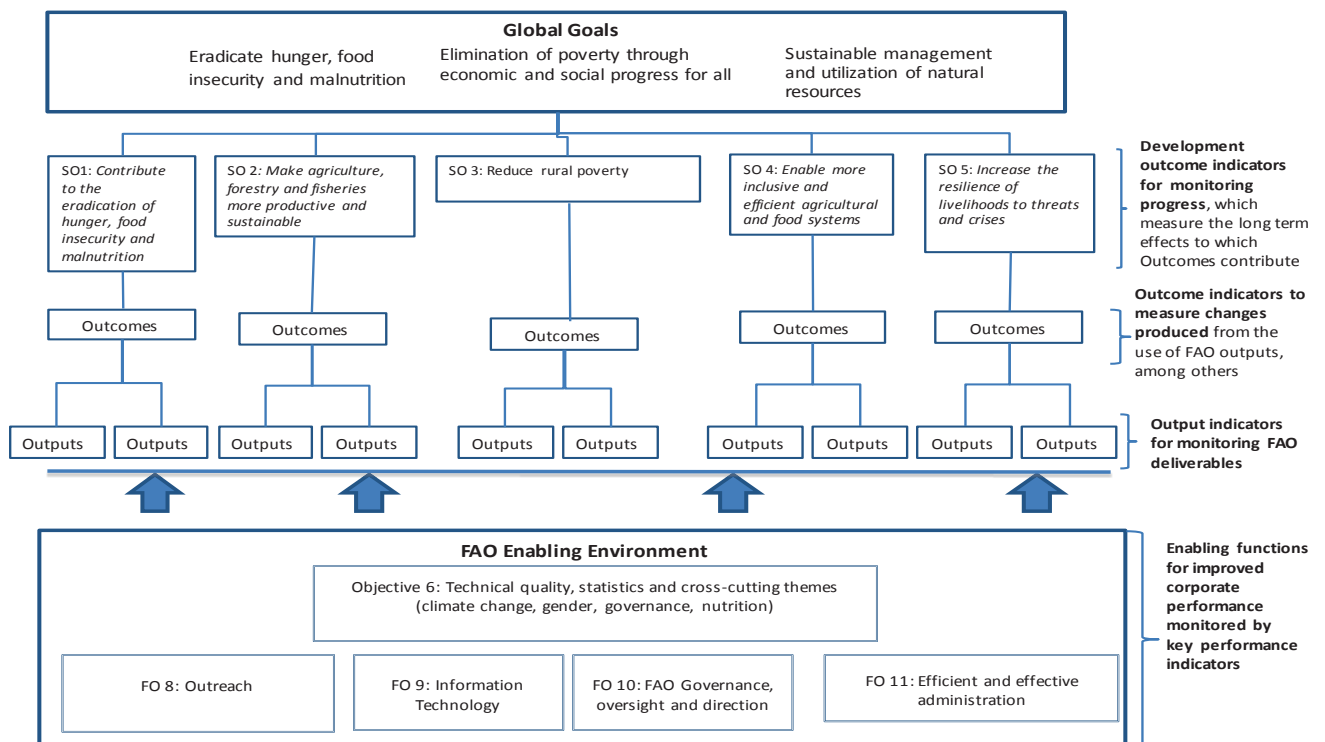 Global Goals
Eradicate hunger, food
insecurity and malnutrition
Elimination of poverty through
economic and social progress for all
Sustainable management
and utilization of natural
resources
SO1: Contribute
to the
eradication of
hunger, food
insecurity and
malnutrition
SO 2: Make agriculture,
forestry and fisheries
more productive and
sustainable
SO 3: Reduce rural poverty
SO 4: Enable more
inclusive and
efficient agricultural
and food systems
SO 5: Increase the
resilience of
livelihoods to threats
and crises
Development
outcome indicators
for monitoring
progress, which
measure the long term
effects to which
Outcomes contribute
Outcomes
Outcomes
Outcomes
Outcomes
Outcomes
Outcome indicators to
measure changes
produced from the
use of FAO outputs,
among others
Outputs
Outputs
Outputs
Outputs
Outputs
Outputs
Outputs
Outputs
Outputs
Outputs
Output indicators
for monitoring FAO
deliverables
FAO Enabling Environment
Objective 6: Technical quality, statistics and cross-cutting themes
(climate change, gender, governance, nutrition)
FO 8: Outreach
FO 9: Information
Technology
FO 10: FAO Governance,
oversight and direction
FO 11: Efficient and effective
administration
Enabling functions
for improved
corporate
performance
monitored by
key performance
indicators